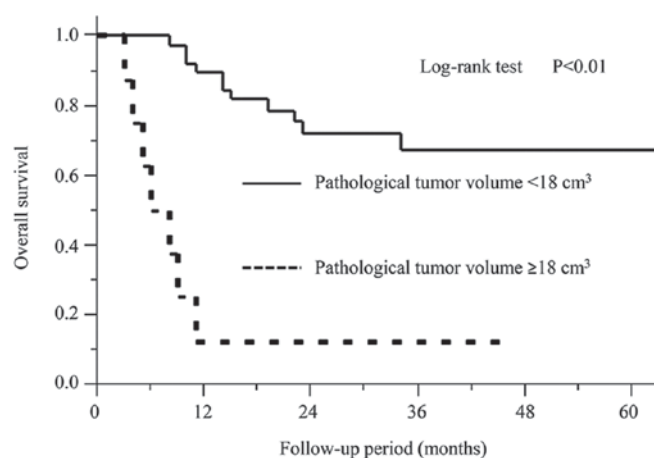 1.0
Log-rank test P<0.01
0.8
Overall survival
0.6
Pathological tumor volume <18 cm³
0.4
Pathological tumor volume ≥18 cm³
0.2
0.0
0 12 24 36 48 60
Follow-up period (months)